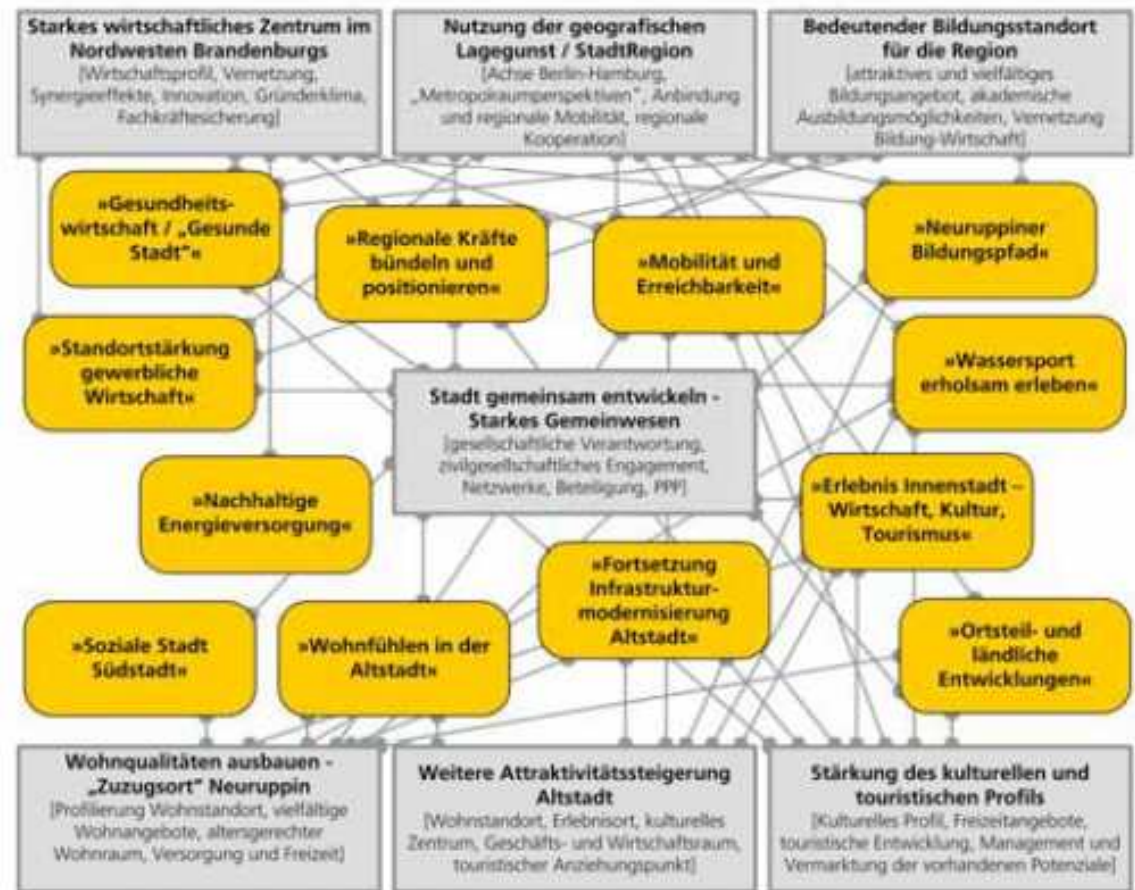 Starkes wirtschaftliches Zentrum im
Nordwesten Brandenburgs
[Wirtschaftsprofil, Vernetzung,
Synergieeffekte, Innovation, Gründerklima,
Fachkräftesicherung]
Nutzung der geografischen
Lagegunst / StadtRegion
[Achse Berlin-Hamburg,
„Metropolraumperspektiven“, Anbindung
und regionale Mobilität, regionale
Kooperation]
Bedeutender Bildungsstandort
für die Region
[attraktives und vielfältiges
Bildungsangebot, akademische
Ausbildungsmöglichkeiten, Vernetzung
Bildung-Wirtschaft]
»Gesundheits-
wirtschaft / „Gesunde
Stadt“«
»Regionale Kräfte
bündeln und
positionieren«
»Mobilität und
Erreichbarkeit«
»Neuruppiner
Bildungspfad«
»Standortstärkung
gewerbliche
Wirtschaft«
»Wassersport
erholsam erleben«
Stadt gemeinsam entwickeln -
Starkes Gemeinwesen
[gesellschaftliche Verantwortung,
zivilgesellschaftliches Engagement,
Netzwerke, Beteiligung, PPP]
»Nachhaltige
Energieversorgung«
»Erlebnis Innenstadt –
Wirtschaft, Kultur,
Tourismus«
»Fortsetzung
Infrastruktur-
modernisierung
Altstadt«
»Soziale Stadt
Südstadt«
»Wohnfühlen in der
Altstadt«
»Ortsteil- und
ländliche
Entwicklungen«
Wohnqualitäten ausbauen -
„Zuzugsort“ Neuruppin
[Profilierung Wohnstandort, vielfältige
Wohnangebote, altersgerechter
Wohnraum, Versorgung und Freizeit]
Weitere Attraktivitätssteigerung
Altstadt
[Wohnstandort, Erlebnisort, kulturelles
Zentrum, Geschäfts- und Wirtschaftsraum,
touristischer Anziehungspunkt]
Stärkung des kulturellen und
touristischen Profils
[Kulturelles Profil, Freizeitangebote,
touristische Entwicklung, Management und
Vermarktung der vorhandenen Potenziale]